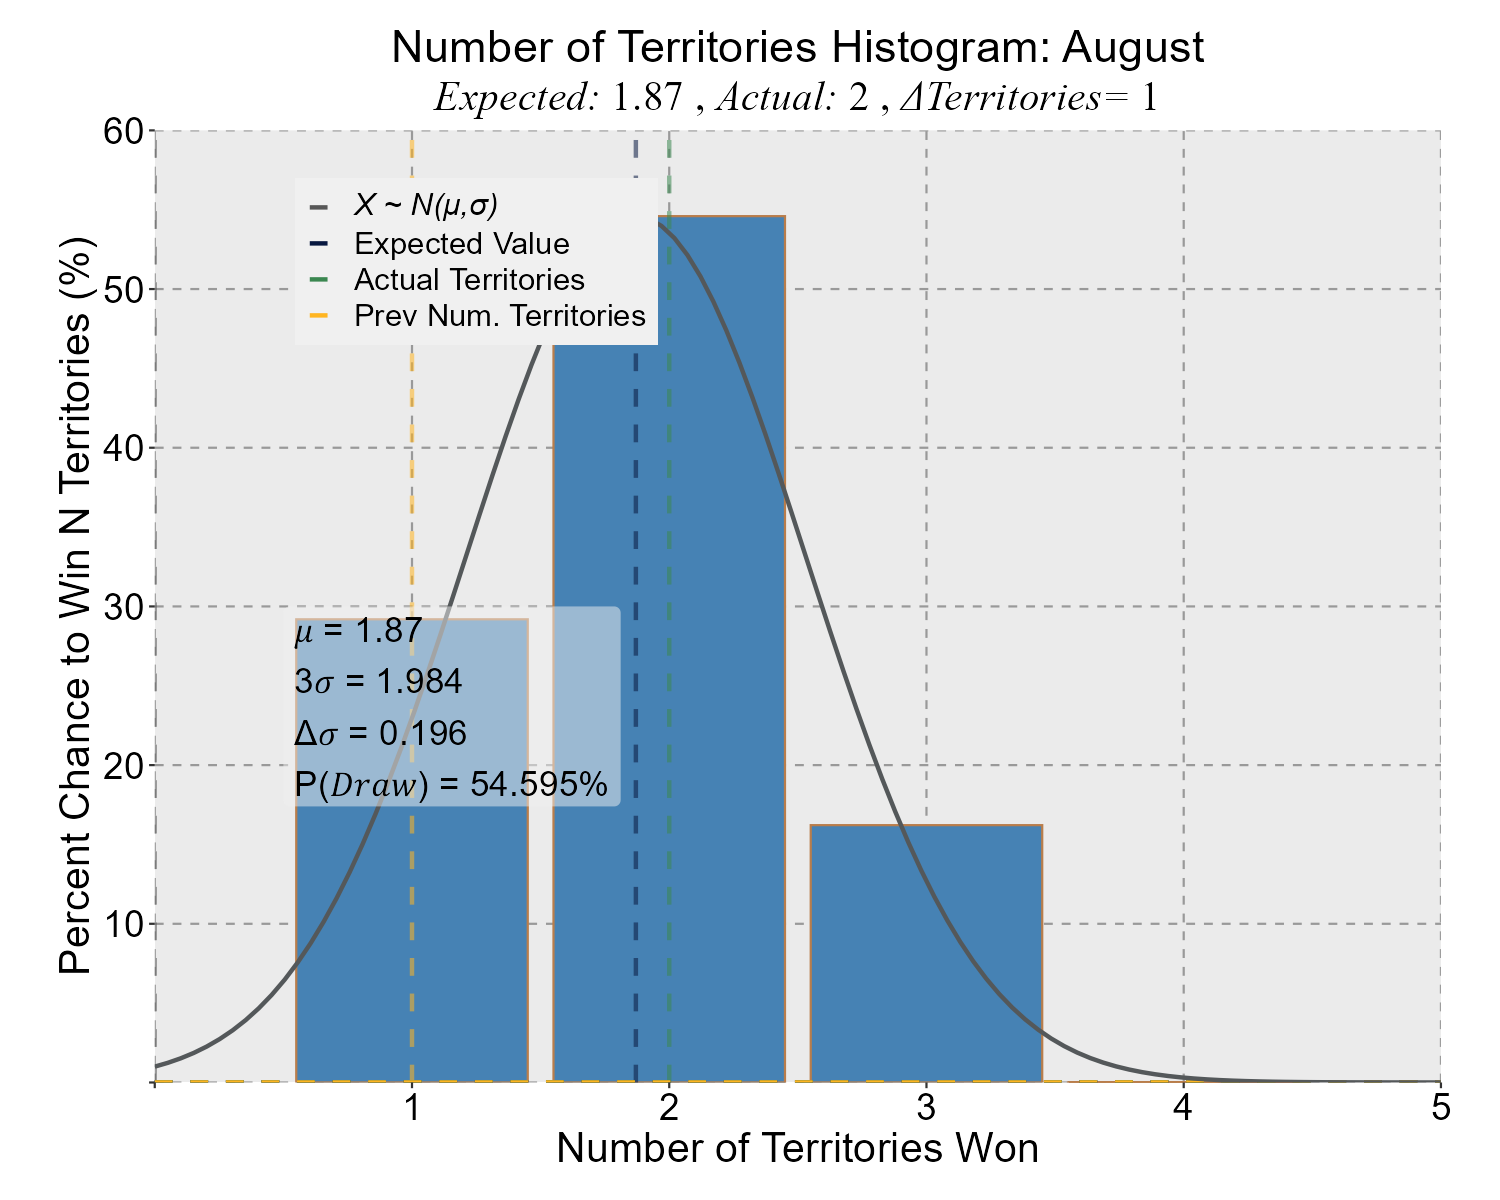 Number of Territories Histogram: August
Expected: 1.87 , Actual: 2 , ΔTerritories= 1
Percent Chance to Win N Territories (%)
60
50
40
30
20
10
X ~ N(μ,σ)
Expected Value
Actual Territories
Prev Num. Territories
μ = 1.87
3σ = 1.984
Δσ = 0.196
P(Draw) = 54.595%
1 2 3 4 5
Number of Territories Won